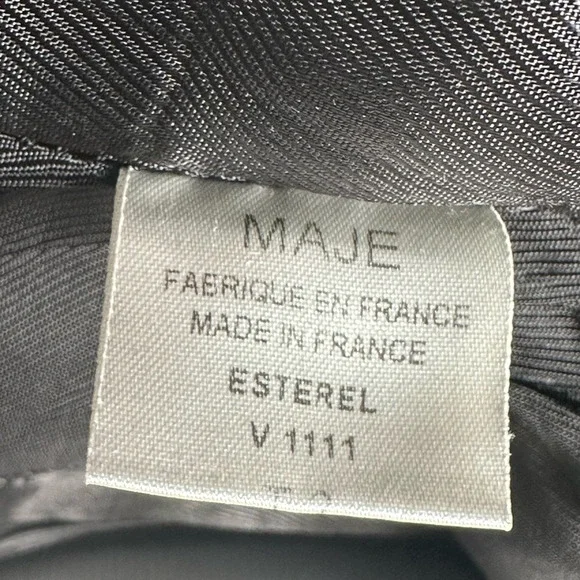 MAJE
FABRIQUE EN FRANCE
MADE IN FRANCE
ESTEREL
V 1111